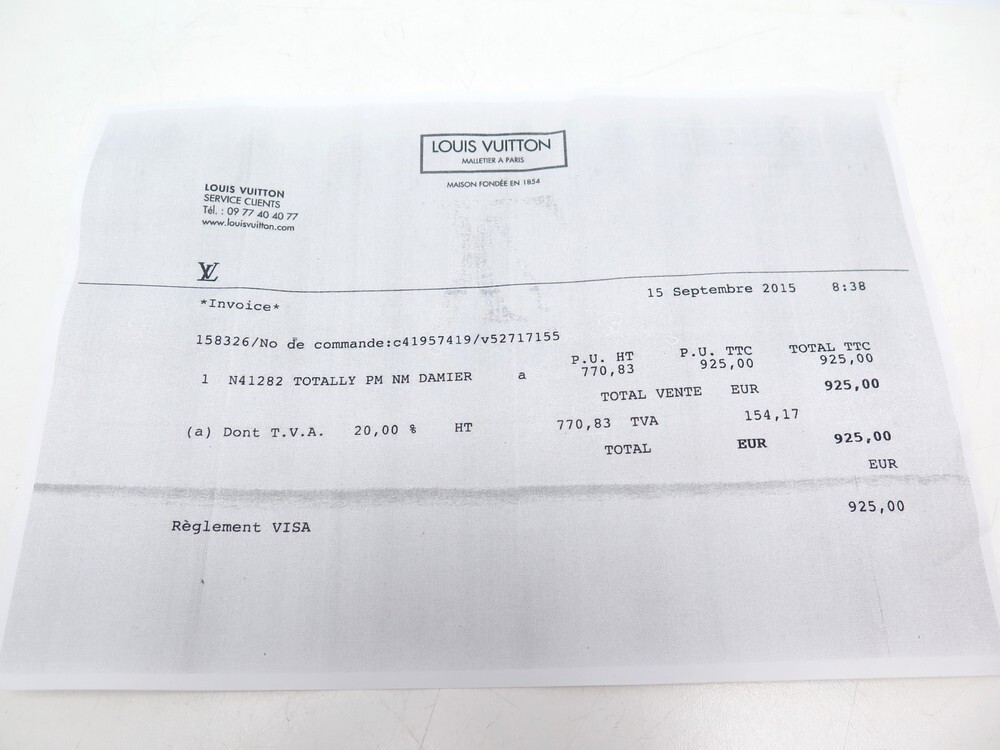 LOUIS VUITTON
MALLETIER A PARIS
MAISON FONDÉE EN 1854
LOUIS VUITTON
SERVICE CLIENTS
Tél. : 09 77 40 40 77
www.louisvuitton.com
LV
15 Septembre 2015 8:38
*Invoice*
158326/No de commande:c41957419/v52717155
P.U. HT P.U. TTC TOTAL TTC
1 N41282 TOTALLY PM NM DAMIER a 770,83 925,00 925,00
TOTAL VENTE EUR 925,00
(a) Dont T.V.A. 20,00 % HT 770,83 TVA 154,17
TOTAL EUR 925,00
EUR
Règlement VISA 925,00